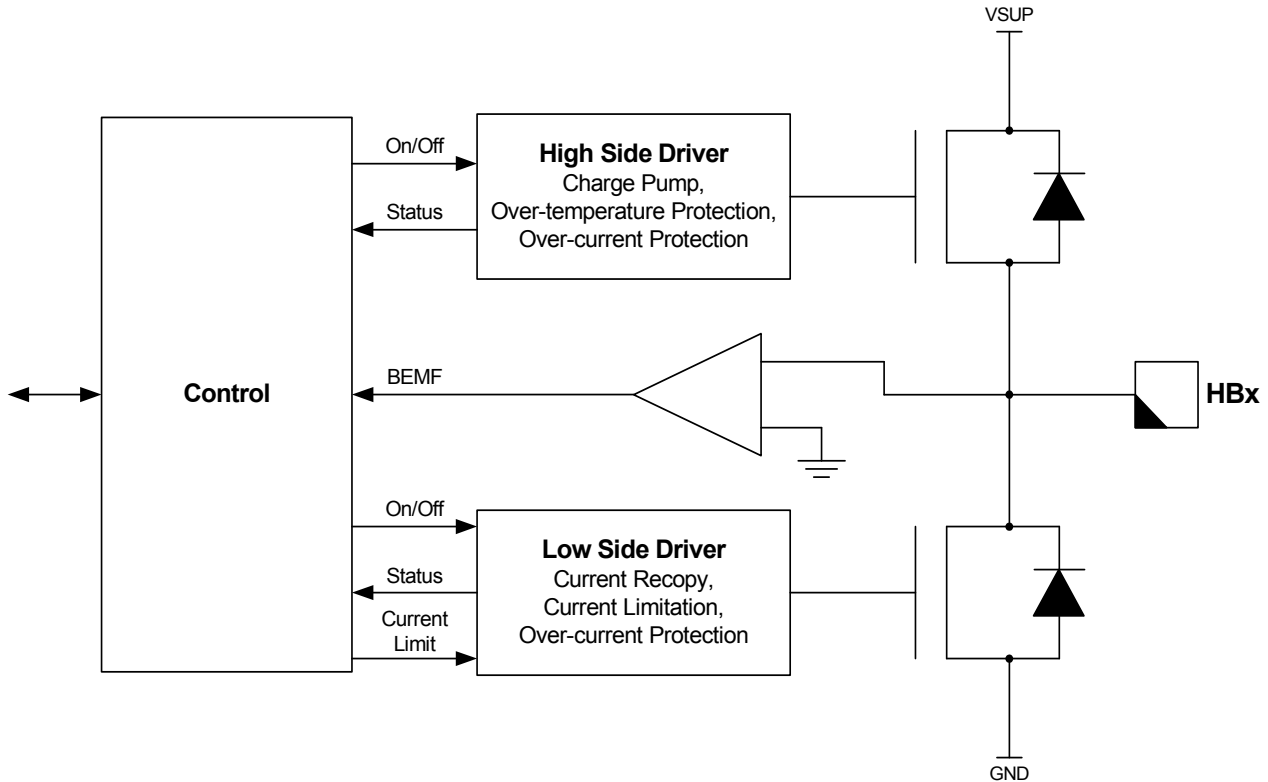 VSUP
On/Off
High Side Driver
Charge Pump,
Over-temperature Protection,
Over-current Protection
Status
BEMF
Control
HBx
On/Off
Low Side Driver
Current Recopy,
Current Limitation,
Over-current Protection
Status
Current
Limit
GND